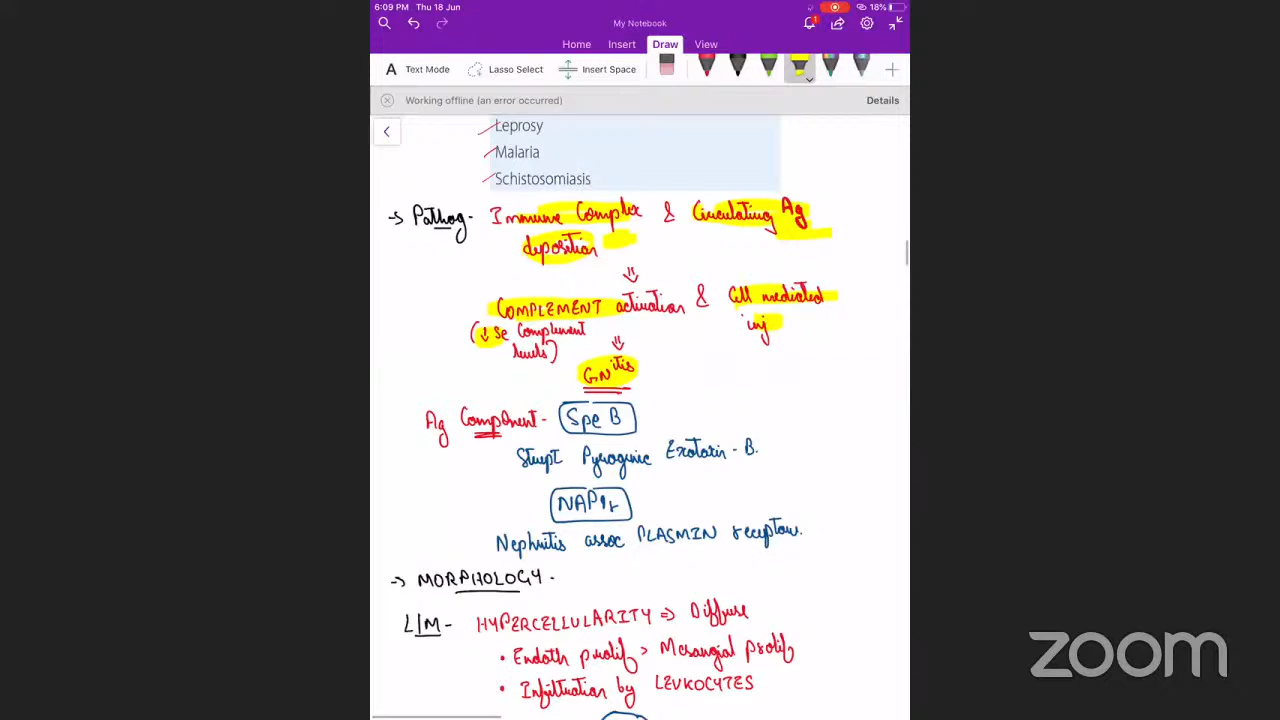 6:09 PM Thu 18 Jun
18%
My Notebook
1
Home Insert Draw View
A Text Mode Lasso Select Insert Space
Working offline (an error occurred) Details
Leprosy
Malaria
Schistosomiasis
→ Pathog - Immune Complex & Circulating Ag
deposition
⇓
COMPLEMENT activation & Cell mediated
inj
(↓ Se Complement
levels)
⇓
GNitis
Ag Component - Spe B
Strept Pyrogenic Exotoxin - B.
NAPlr
Nephritis assoc PLASMIN receptor.
→ MORPHOLOGY -
L/M - HYPERCELLULARITY ⇒ Diffuse
• Endoth prolif > Mesangial prolif
• Infiltration by LEUKOCYTES
zoom